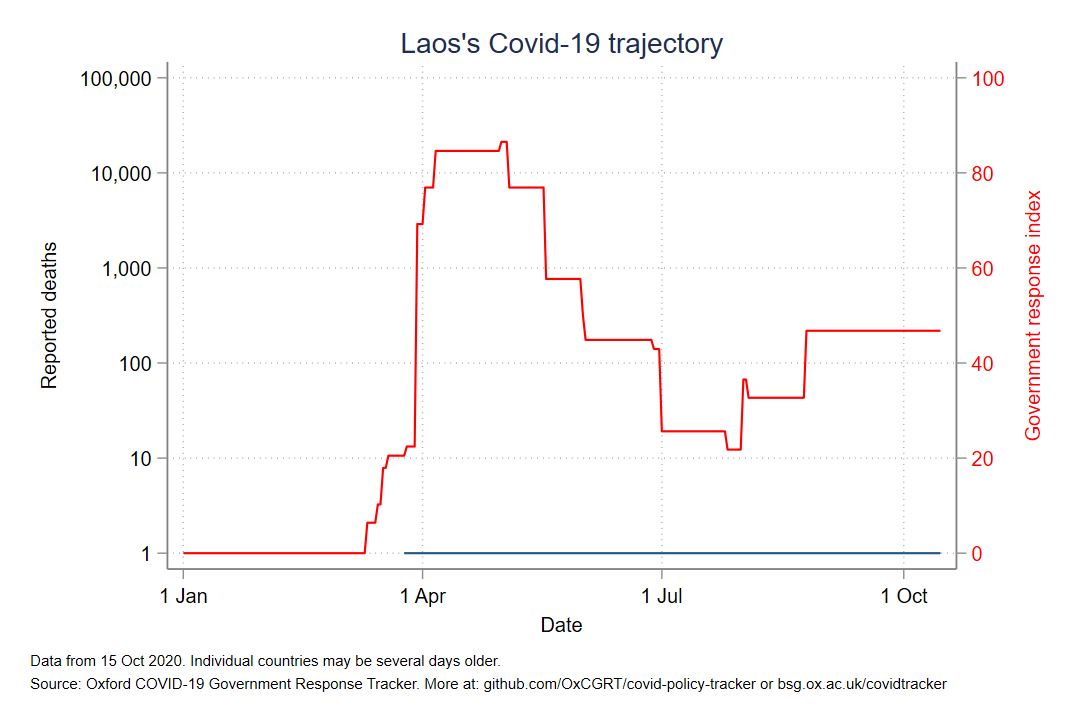 Laos's Covid-19 trajectory
100,000
10,000
1,000
100
10
1
Reported deaths
100
80
60
40
20
0
Government response index
1 Jan
1 Apr
1 Jul
1 Oct
Date
Data from 15 Oct 2020. Individual countries may be several days older.
Source: Oxford COVID-19 Government Response Tracker. More at: github.com/OxCGRT/covid-policy-tracker or bsg.ox.ac.uk/covidtracker